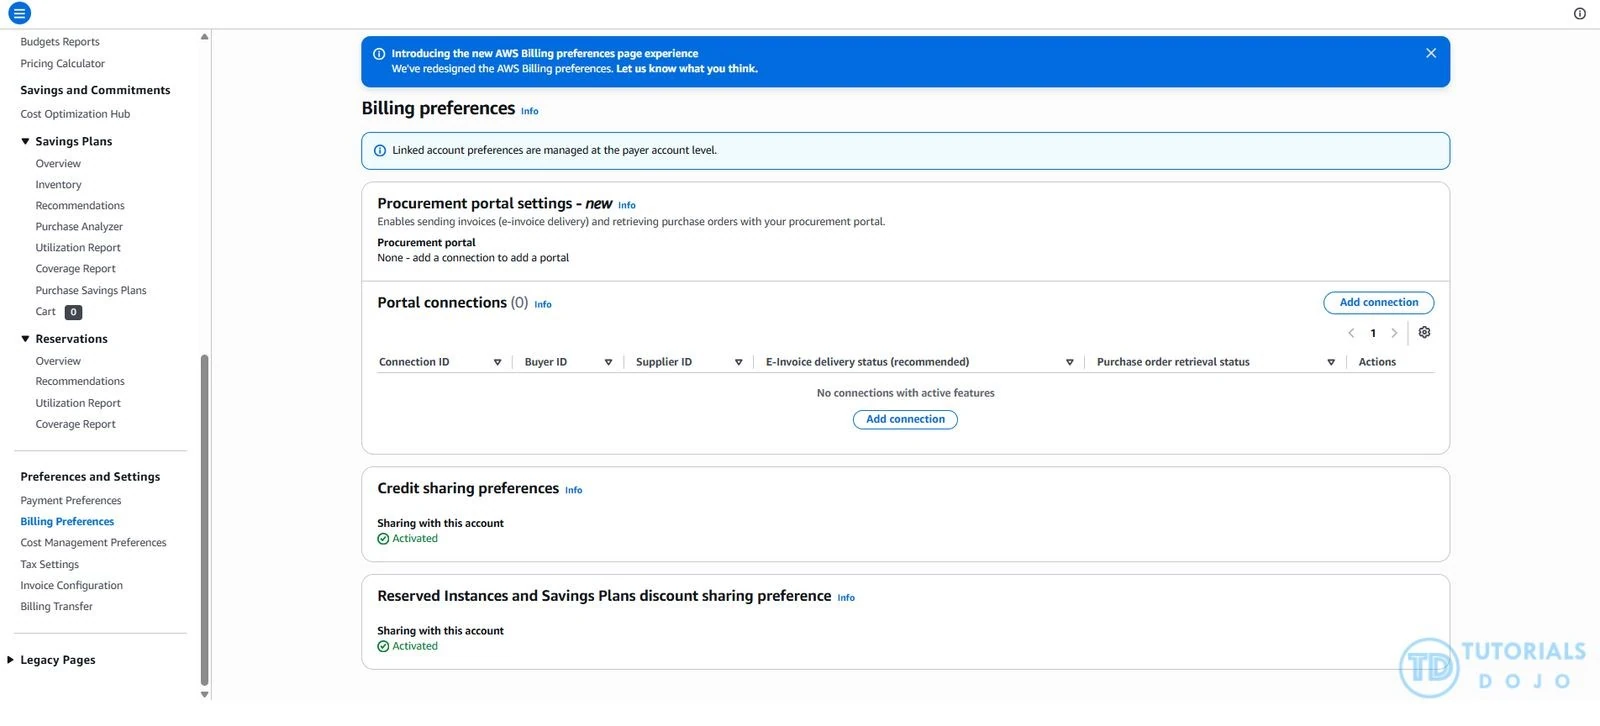 Budgets Reports
Pricing Calculator
Savings and Commitments
Cost Optimization Hub
Savings Plans
Overview
Inventory
Recommendations
Purchase Analyzer
Utilization Report
Coverage Report
Purchase Savings Plans
Cart 0
Reservations
Overview
Recommendations
Utilization Report
Coverage Report
Preferences and Settings
Payment Preferences
Billing Preferences
Cost Management Preferences
Tax Settings
Invoice Configuration
Billing Transfer
Legacy Pages
Introducing the new AWS Billing preferences page experience
We've redesigned the AWS Billing preferences. Let us know what you think.
Billing preferences Info
Linked account preferences are managed at the payer account level.
Procurement portal settings - new Info
Enables sending invoices (e-invoice delivery) and retrieving purchase orders with your procurement portal.
Procurement portal
None - add a connection to add a portal
Portal connections (0) Info
Add connection
1
Connection ID Buyer ID Supplier ID E-Invoice delivery status (recommended) Purchase order retrieval status Actions
No connections with active features
Add connection
Credit sharing preferences Info
Sharing with this account
Activated
Reserved Instances and Savings Plans discount sharing preference Info
Sharing with this account
Activated
TD TUTORIALS
DOJO